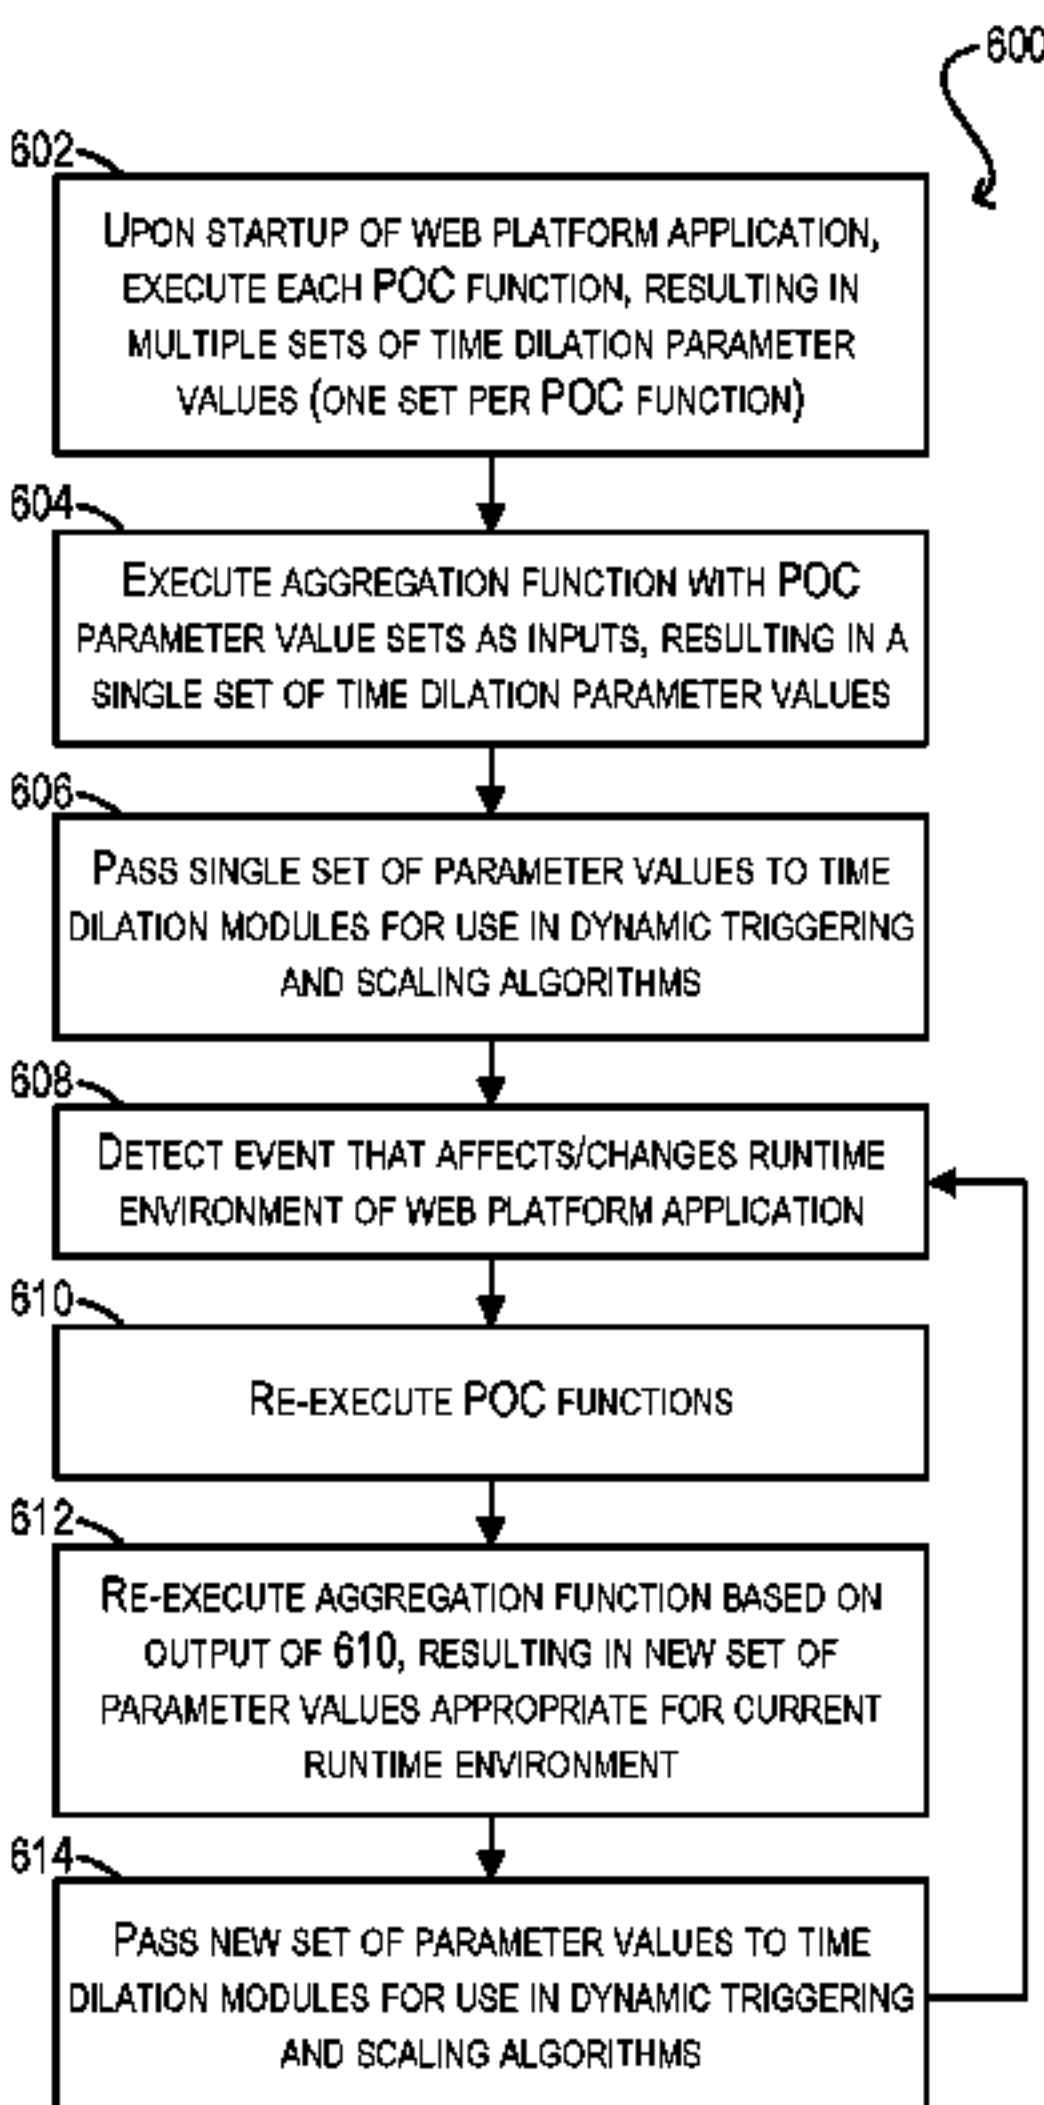 600
602
UPON STARTUP OF WEB PLATFORM APPLICATION,
EXECUTE EACH POC FUNCTION, RESULTING IN
MULTIPLE SETS OF TIME DILATION PARAMETER
VALUES (ONE SET PER POC FUNCTION)
604
EXECUTE AGGREGATION FUNCTION WITH POC
PARAMETER VALUE SETS AS INPUTS, RESULTING IN A
SINGLE SET OF TIME DILATION PARAMETER VALUES
606
PASS SINGLE SET OF PARAMETER VALUES TO TIME
DILATION MODULES FOR USE IN DYNAMIC TRIGGERING
AND SCALING ALGORITHMS
608
DETECT EVENT THAT AFFECTS/CHANGES RUNTIME
ENVIRONMENT OF WEB PLATFORM APPLICATION
610
RE-EXECUTE POC FUNCTIONS
612
RE-EXECUTE AGGREGATION FUNCTION BASED ON
OUTPUT OF 610, RESULTING IN NEW SET OF
PARAMETER VALUES APPROPRIATE FOR CURRENT
RUNTIME ENVIRONMENT
614
PASS NEW SET OF PARAMETER VALUES TO TIME
DILATION MODULES FOR USE IN DYNAMIC TRIGGERING
AND SCALING ALGORITHMS